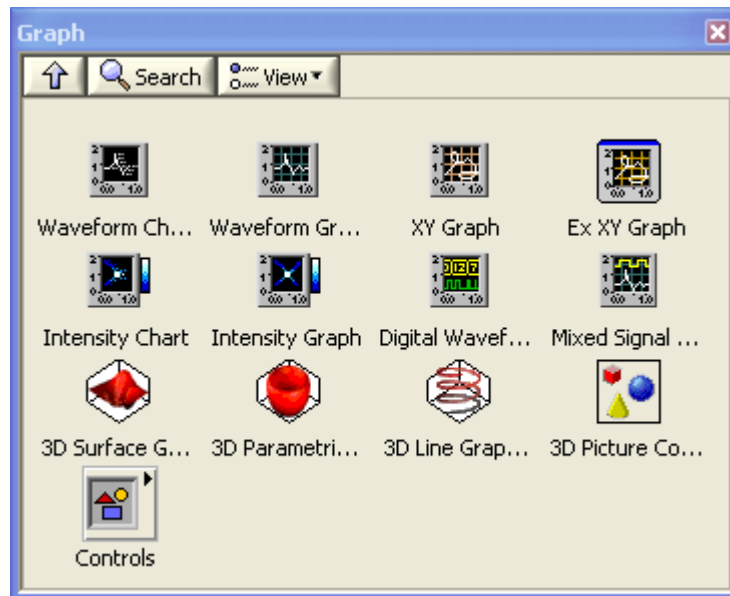 Graph
Search View
Waveform Ch... Waveform Gr... XY Graph Ex XY Graph
Intensity Chart Intensity Graph Digital Wavef... Mixed Signal ...
3D Surface G... 3D Parametri... 3D Line Grap... 3D Picture Co...
Controls